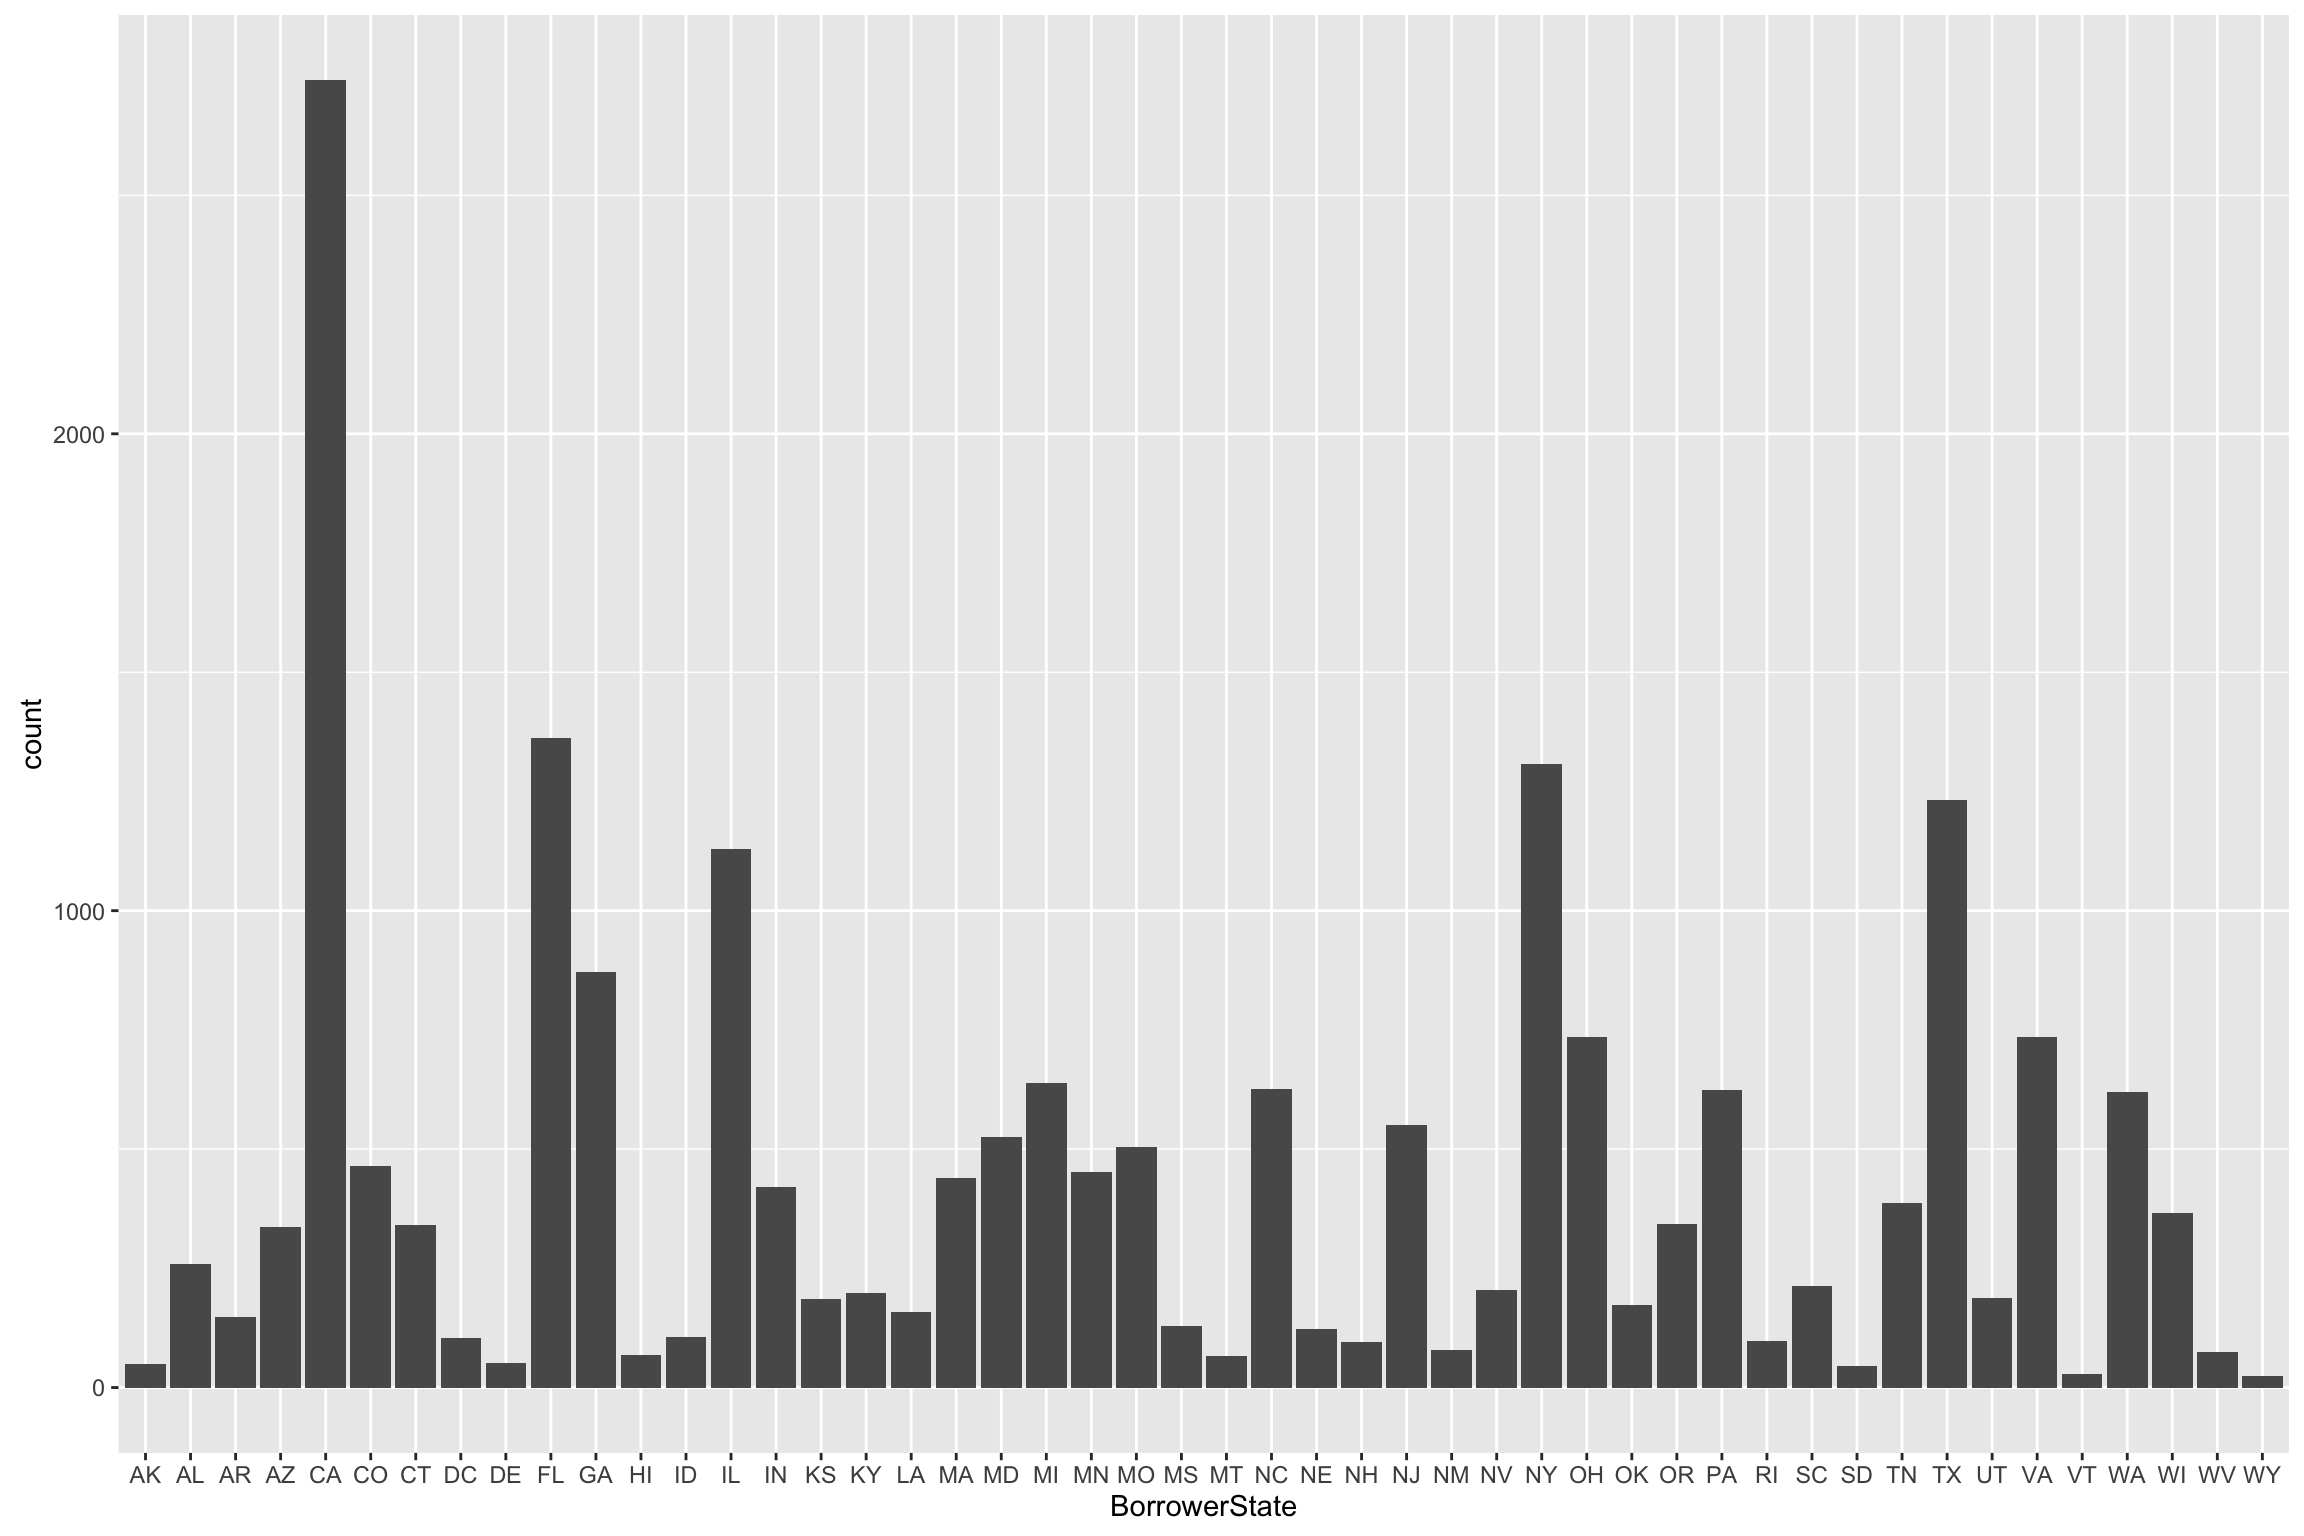 count
2000
1000
0
AK AL AR AZ CA CO CT DC DE FL GA HI ID IL IN KS KY LA MA MD MI MN MO MS MT NC NE NH NJ NM NV NY OH OK OR PA RI SC SD TN TX UT VA VT WA WI WV WY
BorrowerState